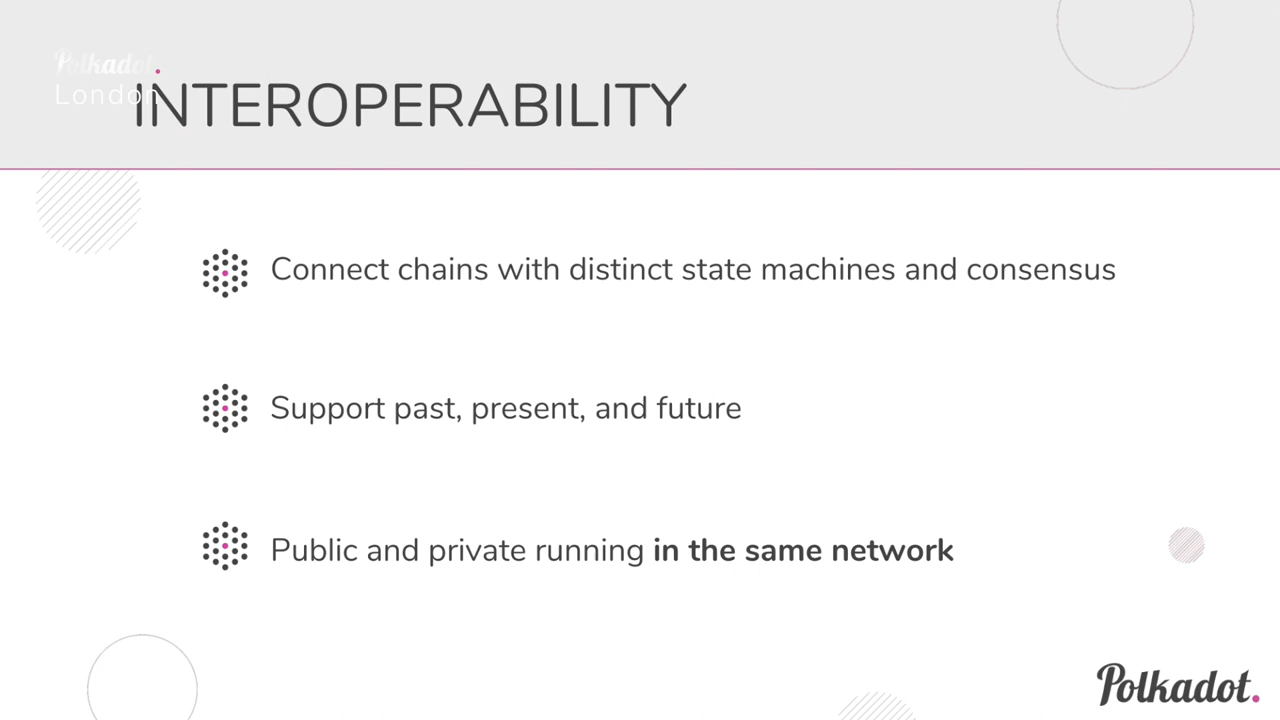 Polkadot.
London
INTEROPERABILITY
Connect chains with distinct state machines and consensus
Support past, present, and future
Public and private running in the same network
Polkadot.